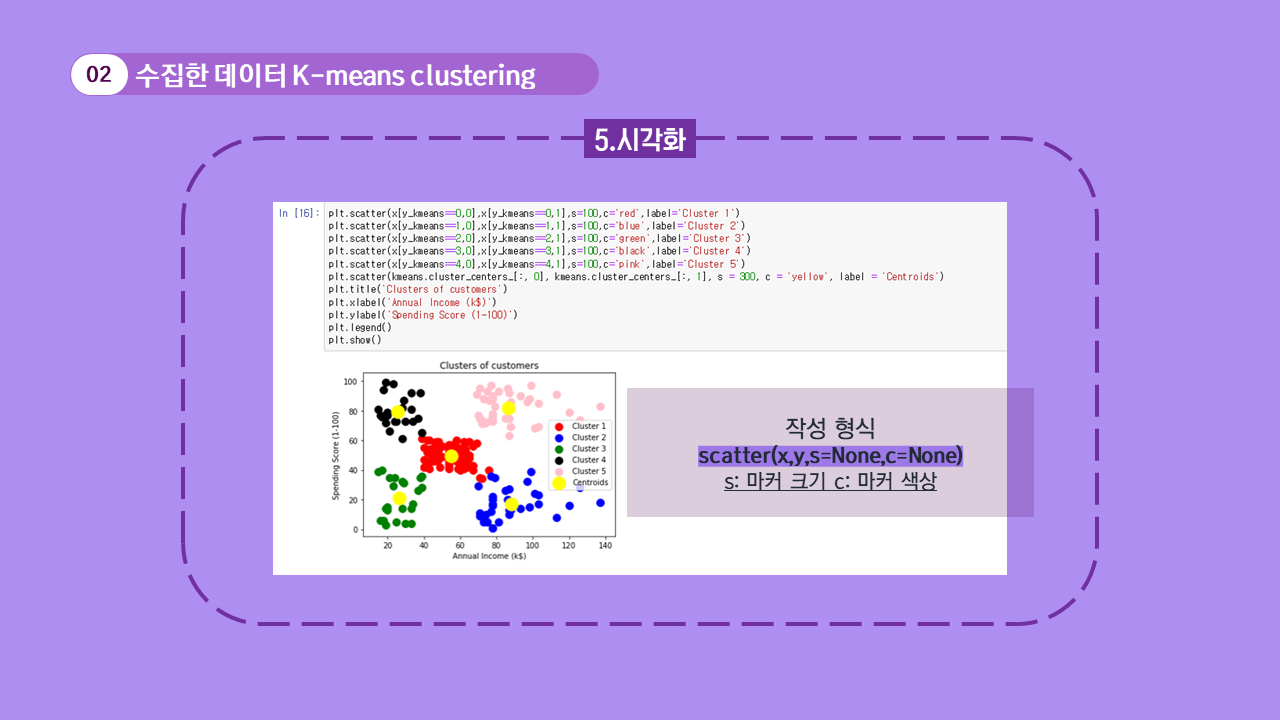 02 수집한 데이터 K-means clustering
5.시각화
In [16]:
plt.scatter(x[y_kmeans==0,0],x[y_kmeans==0,1],s=100,c='red',label='Cluster 1')
plt.scatter(x[y_kmeans==1,0],x[y_kmeans==1,1],s=100,c='blue',label='Cluster 2')
plt.scatter(x[y_kmeans==2,0],x[y_kmeans==2,1],s=100,c='green',label='Cluster 3')
plt.scatter(x[y_kmeans==3,0],x[y_kmeans==3,1],s=100,c='black',label='Cluster 4')
plt.scatter(x[y_kmeans==4,0],x[y_kmeans==4,1],s=100,c='pink',label='Cluster 5')
plt.scatter(kmeans.cluster_centers_[:, 0], kmeans.cluster_centers_[:, 1], s = 300, c = 'yellow', label = 'Centroids')
plt.title('Clusters of customers')
plt.xlabel('Annual Income (k$)')
plt.ylabel('Spending Score (1-100)')
plt.legend()
plt.show()
Clusters of customers
Spending Score (1-100)
100
80
60
40
20
0
Cluster 1
Cluster 2
Cluster 3
Cluster 4
Cluster 5
Centroids
20 40 60 80 100 120 140
Annual Income (k$)
작성 형식
scatter(x,y,s=None,c=None)
s: 마커 크기 c: 마커 색상